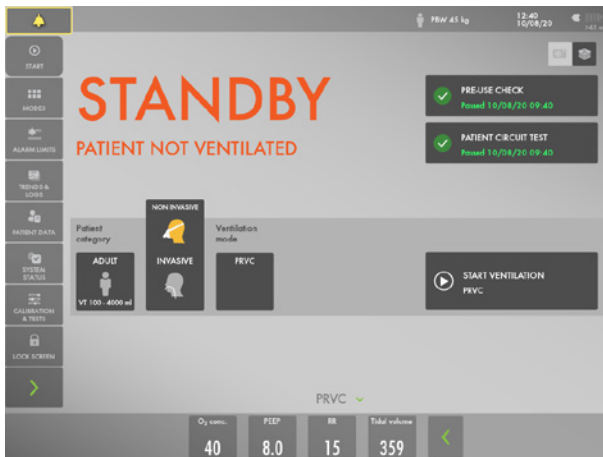 PBW 45 kg
12:40
10/08/20
START
MODES
ALARM LIMITS
TRENDS &
LOGS
PATIENT DATA
SYSTEM
STATUS
CALIBRATION
& TESTS
LOCK SCREEN
STANDBY
PATIENT NOT VENTILATED
PRE-USE CHECK
Passed 10/08/20 09:40
PATIENT CIRCUIT TEST
Passed 10/08/20 09:40
Patient
category
ADULT
VT 100 - 4000 ml
NON INVASIVE
INVASIVE
Ventilation
mode
PRVC
START VENTILATION
PRVC
PRVC
O₂ conc.
40
PEEP
8.0
RR
15
Tidal volume
359